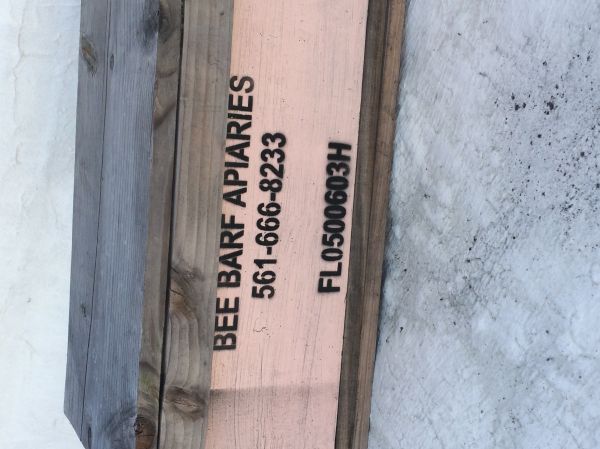 BEE BARF APIARIES
561-666-8233
FL0500603H